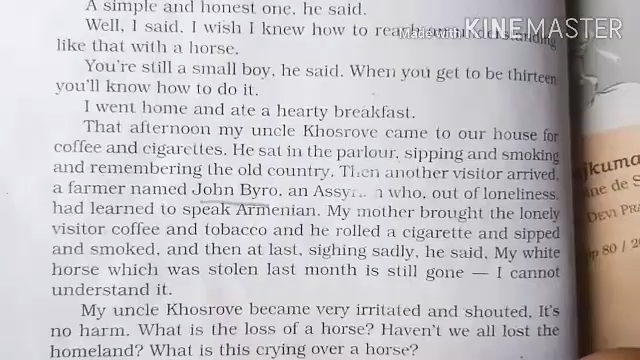 A simple and honest one, he said.
Well, I said. I wish I knew how to
Made with KINEMASTER
like that with a horse.
You're still a small boy, he said. When you get to be thirteen
you'll know how to do it.
I went home and ate a hearty breakfast.
That afternoon my uncle Khosrove came to our house for
coffee and cigarettes. He sat in the parlour, sipping and smoking
and remembering the old country. Then another visitor arrived,
a farmer named John Byro, an who, out of loneliness,
had learned to speak Armenian. My mother brought the lonely
visitor coffee and tobacco and he rolled a cigarette and sipped
and smoked, and then at last, sighing sadly, he said, My white
horse which was stolen last month is still gone — I cannot
understand it.
My uncle Khosrove became very irritated and shouted, It's
no harm. What is the loss of a horse? Haven't we all lost the
homeland? What is this crying over a horse?
ne de S
DEVI PRA
80 / 2